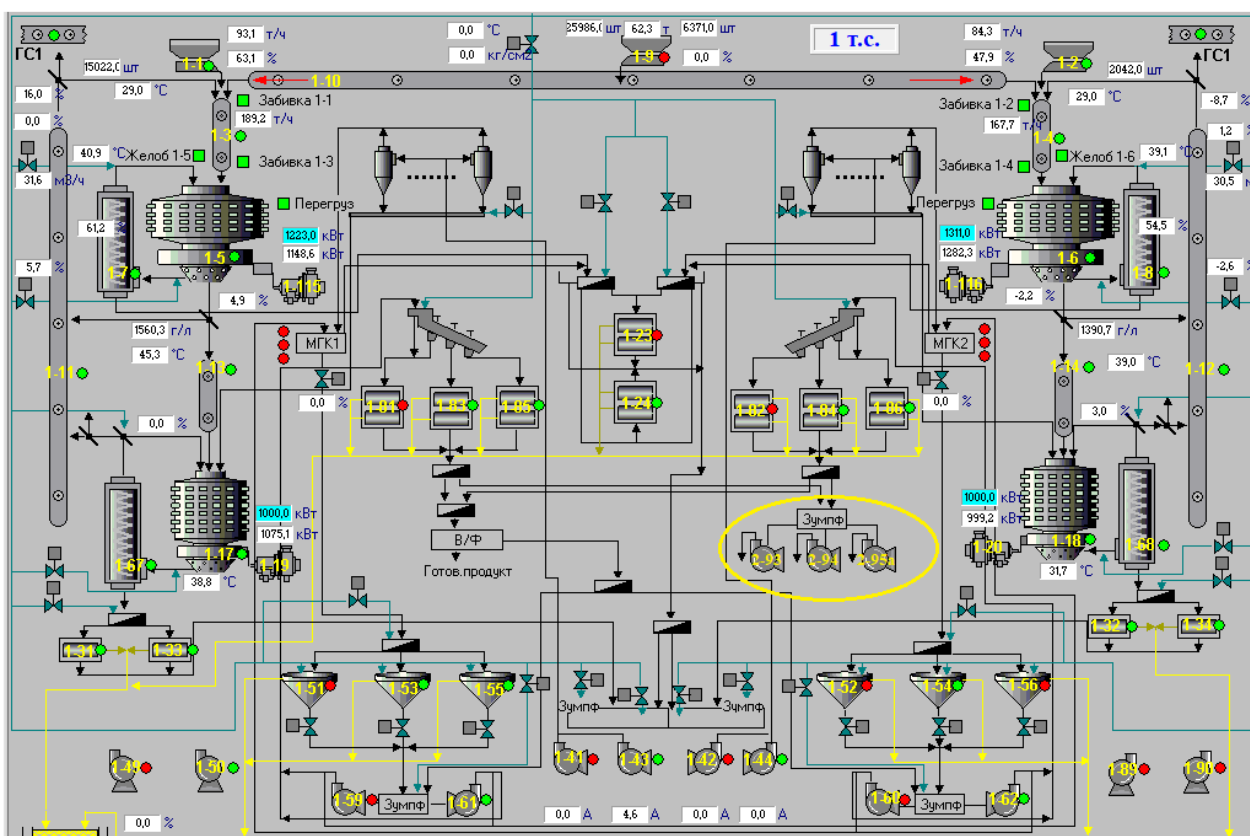 ГС1
93,1 т/ч
63,1 %
1-1
15022,0 шт
29,0 °C
0,0 °C
0,0 кг/см2
25986,0 шт
62,3 т
6371,0 шт
0,0 %
1-9
1 т.с.
84,3 т/ч
47,9 %
1-2
2042,0 шт
29,0 °C
ГС1
1-10
16,0 %
0,0 %
Забивка 1-1
189,2 т/ч
1-3
Забивка 1-3
40,9 °C
Желоб 1-5
31,6 м3/ч
Забивка 1-2
167,7 т/ч
1-4
Забивка 1-4
Желоб 1-6
39,1 °C
-8,7 %
1,2 %
30,5 м
Перегруз
61,2 %
1223,0 кВт
1148,6 кВт
1-5
1-7
5,7 %
1-115
4,9 %
Перегруз
1311,0 кВт
1282,3 кВт
1-6
54,5 %
1-8
-2,6 %
1-116
-2,2 %
1560,3 г/л
45,3 °C
МГК1
1-23
МГК2
1390,7 г/л
39,0 °C
1-11
1-13
0,0 %
1-81
1-83
1-85
1-24
1-82
1-84
1-86
0,0 %
1-14
1-12
0,0 %
3,0 %
1000,0 кВт
1075,1 кВт
1-17
1-19
1-67
38,8 °C
В/Ф
Готов.продукт
Зумпф
2-93
2-94
2-95а
1000,0 кВт
999,2 кВт
1-20
1-18
1-68
31,7 °C
1-31
1-33
1-32
1-34
1-51
1-53
1-55
Зумпф
Зумпф
1-52
1-54
1-56
1-49
1-50
1-41
1-43
1-42
1-44
1-89
1-90
1-59
Зумпф
1-61
1-60
Зумпф
1-62
0,0 %
0,0 А
4,6 А
0,0 А
0,0 А